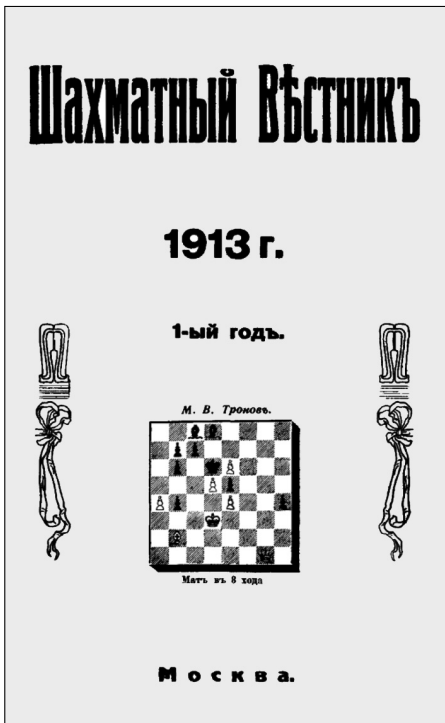 Шахматный Вѣстникъ
1913 г.
1-ый годъ.
М. В. Троновъ.
Матъ въ 8 хода
Москва.